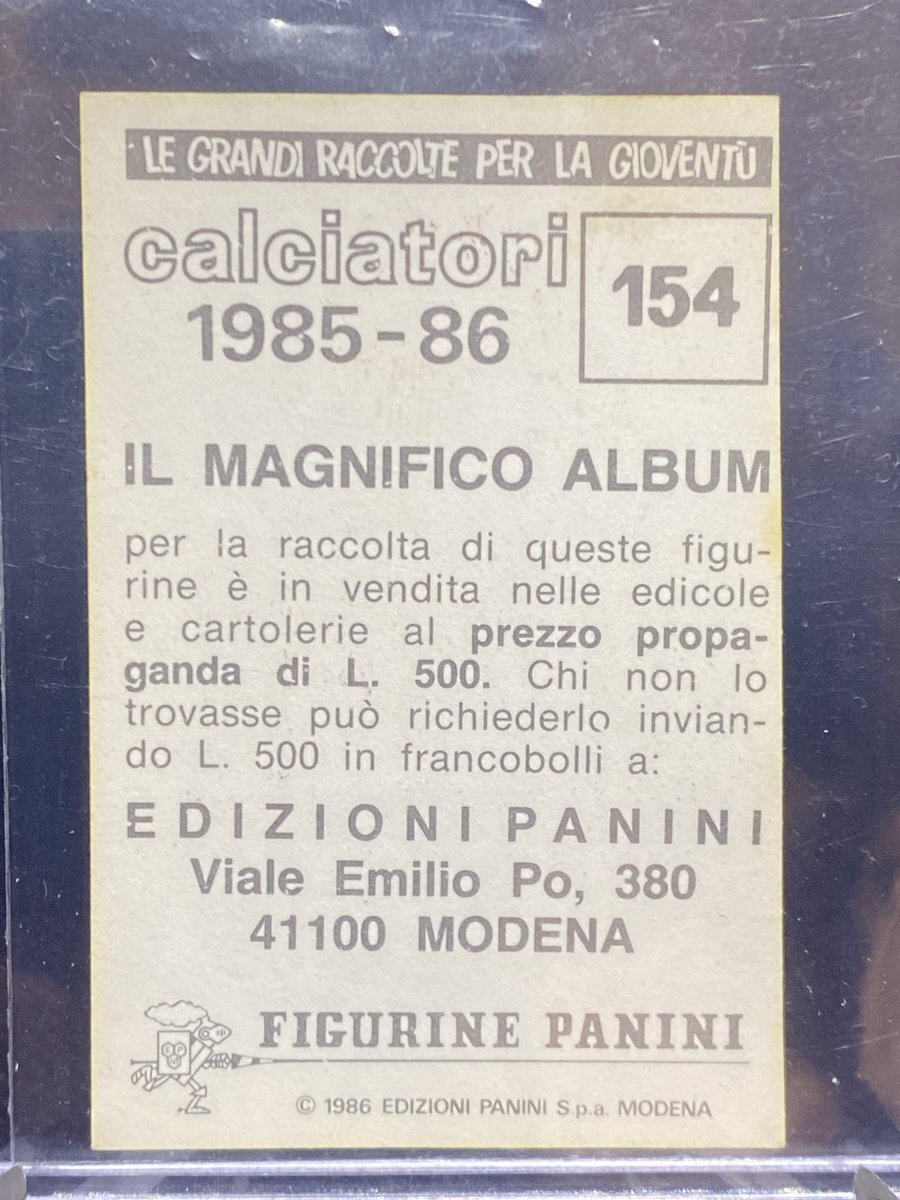 LE GRANDI RACCOLTE PER LA GIOVENTÙ
calciatori
1985-86
154
IL MAGNIFICO ALBUM
per la raccolta di queste figu-
rine è in vendita nelle edicole
e cartolerie al prezzo propa-
ganda di L. 500. Chi non lo
trovasse può richiederlo invian-
do L. 500 in francobolli a:
EDIZIONI PANINI
Viale Emilio Po, 380
41100 MODENA
FIGURINE PANINI
© 1986 EDIZIONI PANINI S.p.a. MODENA